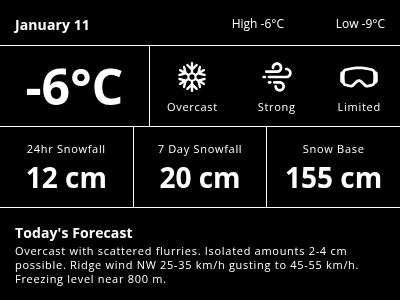 January 11 High -6°C Low -9°C
-6°C
Overcast Strong Limited
24hr Snowfall 7 Day Snowfall Snow Base
12 cm 20 cm 155 cm
Today's Forecast
Overcast with scattered flurries. Isolated amounts 2-4 cm
possible. Ridge wind NW 25-35 km/h gusting to 45-55 km/h.
Freezing level near 800 m.